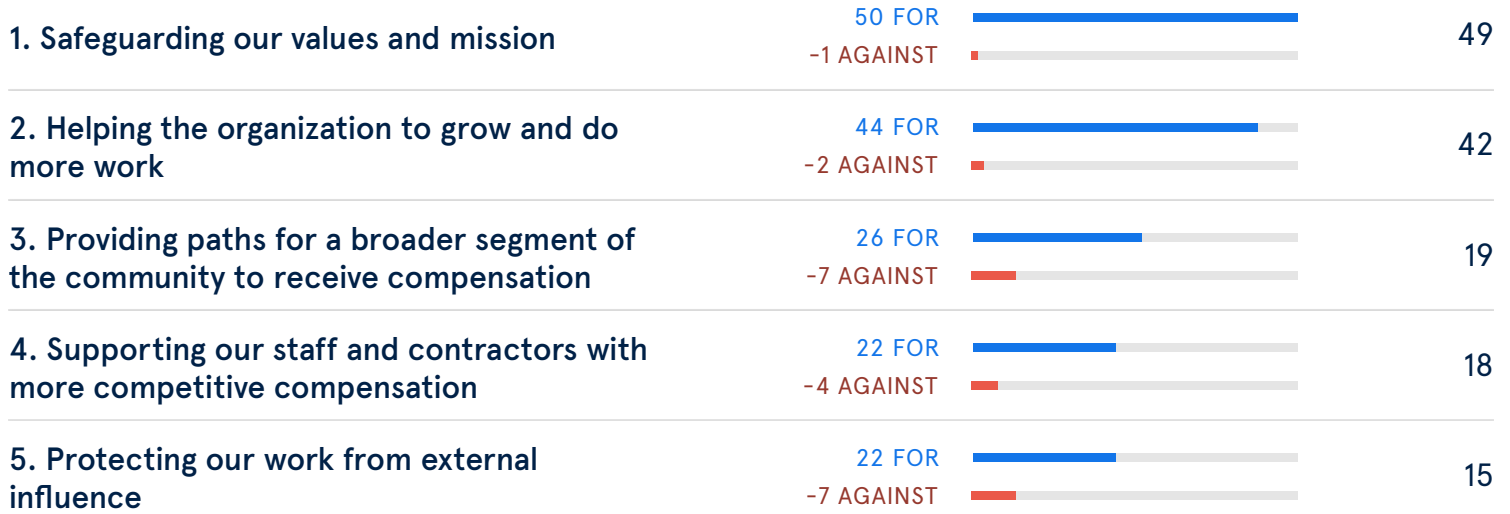 50 FOR
1. Safeguarding our values and mission
49
-1 AGAINST
44 FOR
2. Helping the organization to grow and do
42
more work
-2 AGAINST
26 FOR
3. Providing paths for a broader segment of
19
the community to receive compensation
-7 AGAINST
22 FOR
4. Supporting our staff and contractors with
18
more competitive compensation
-4 AGAINST
22 FOR
5. Protecting our work from external
15
influence
-7 AGAINST